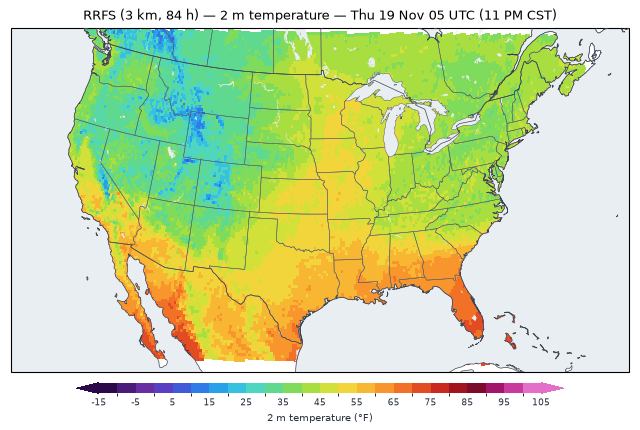 RRFS (3 km, 84 h) — 2 m temperature — Thu 19 Nov 05 UTC (11 PM CST)
-15 -5 5 15 25 35 45 55 65 75 85 95 105
2 m temperature (°F)